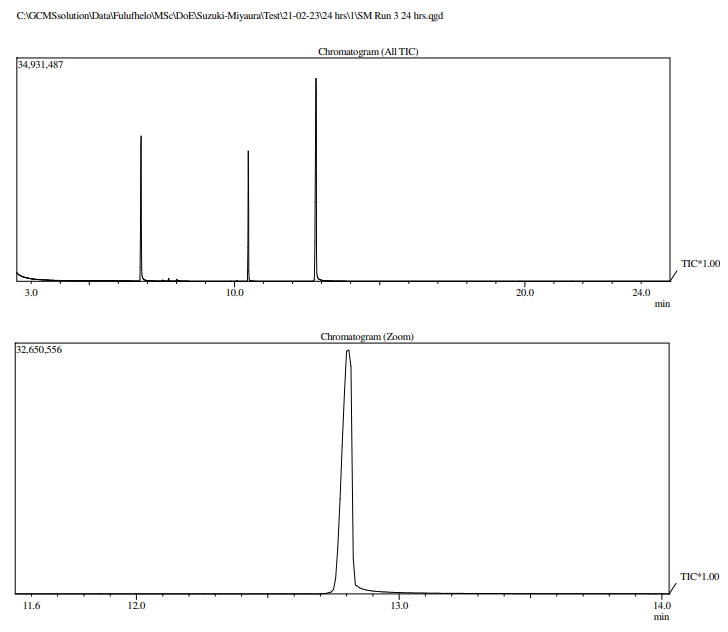 C:\GCMSsolution\Data\Fulufhelo\MSc\DoE\Suzuki-Miyaura\Test\21-02-23\24 hrs\1\SM Run 3 24 hrs.qgd
Chromatogram (All TIC)
34,931,487
TIC*1.00
3.0 10.0 20.0 24.0
min
Chromatogram (Zoom)
32,650,556
TIC*1.00
11.6 12.0 13.0 14.0
min